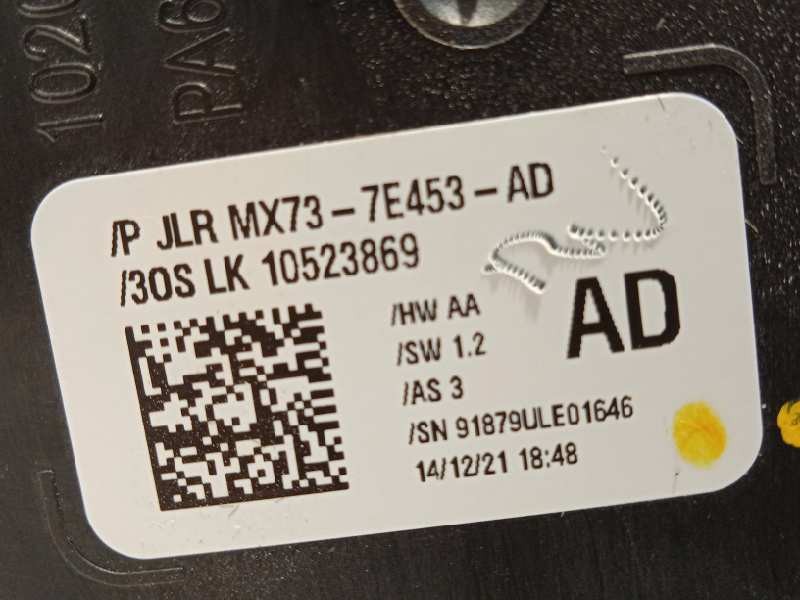 /P JLR MX73-7E453-AD
/3OS LK 10523869
/HW AA
/SW 1.2
/AS 3
/SN 91879ULE01646
14/12/21 18:48
AD